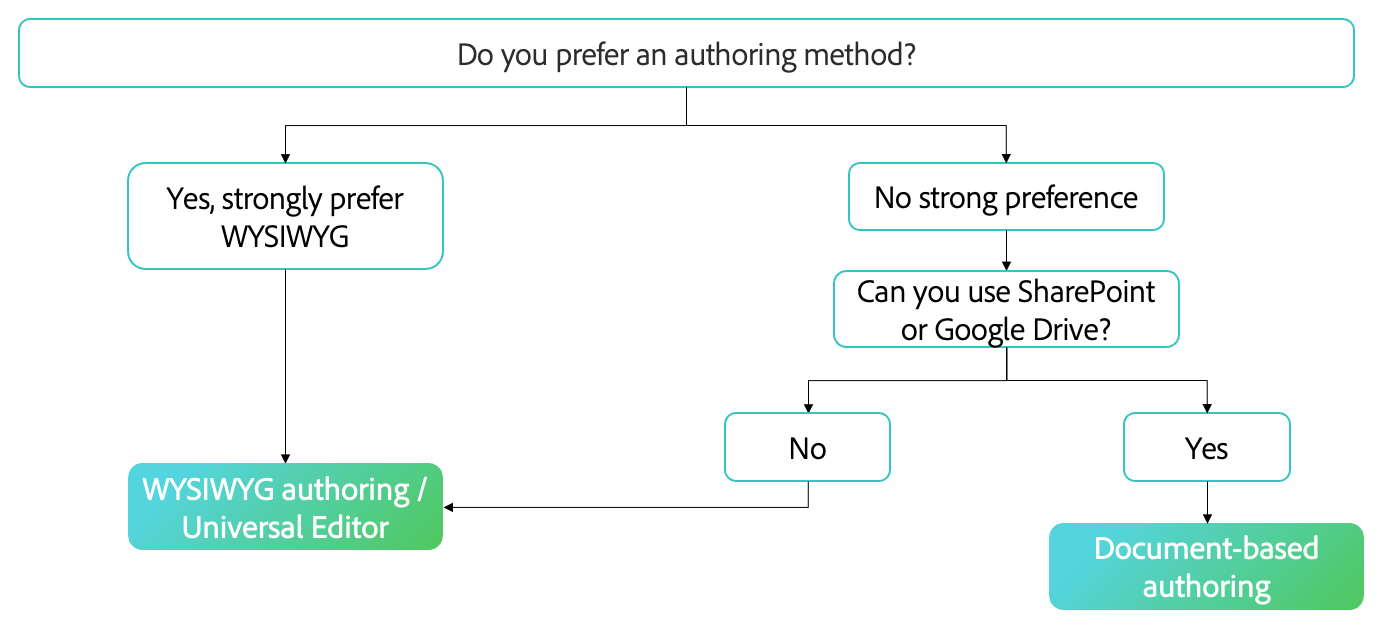 Do you prefer an authoring method?
Yes, strongly prefer
WYSIWYG
No strong preference
Can you use SharePoint
or Google Drive?
No
Yes
WYSIWYG authoring /
Universal Editor
Document-based
authoring